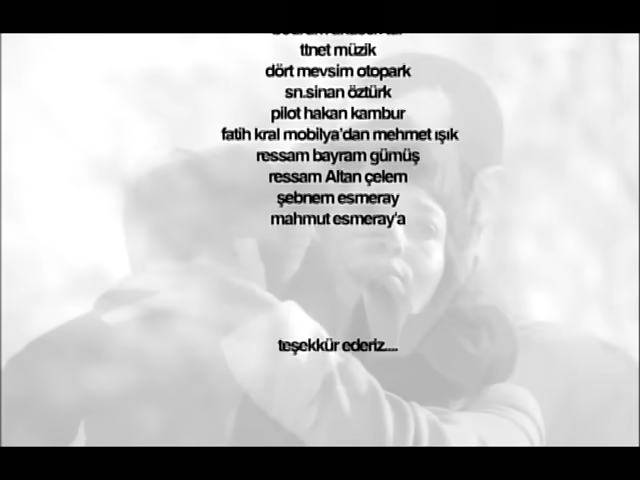 ttnet müzik
dört mevsim otopark
sn.sinan öztürk
pilot hakan kambur
fatih kral mobilya'dan mehmet ışık
ressam bayram gümüş
ressam Altan çelem
şebnem esmeray
mahmut esmeray'a
teşekkür ederiz....